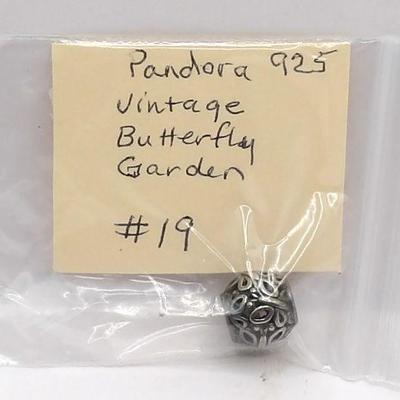 Pandora 925
Vintage
Butterfly
Garden
#19